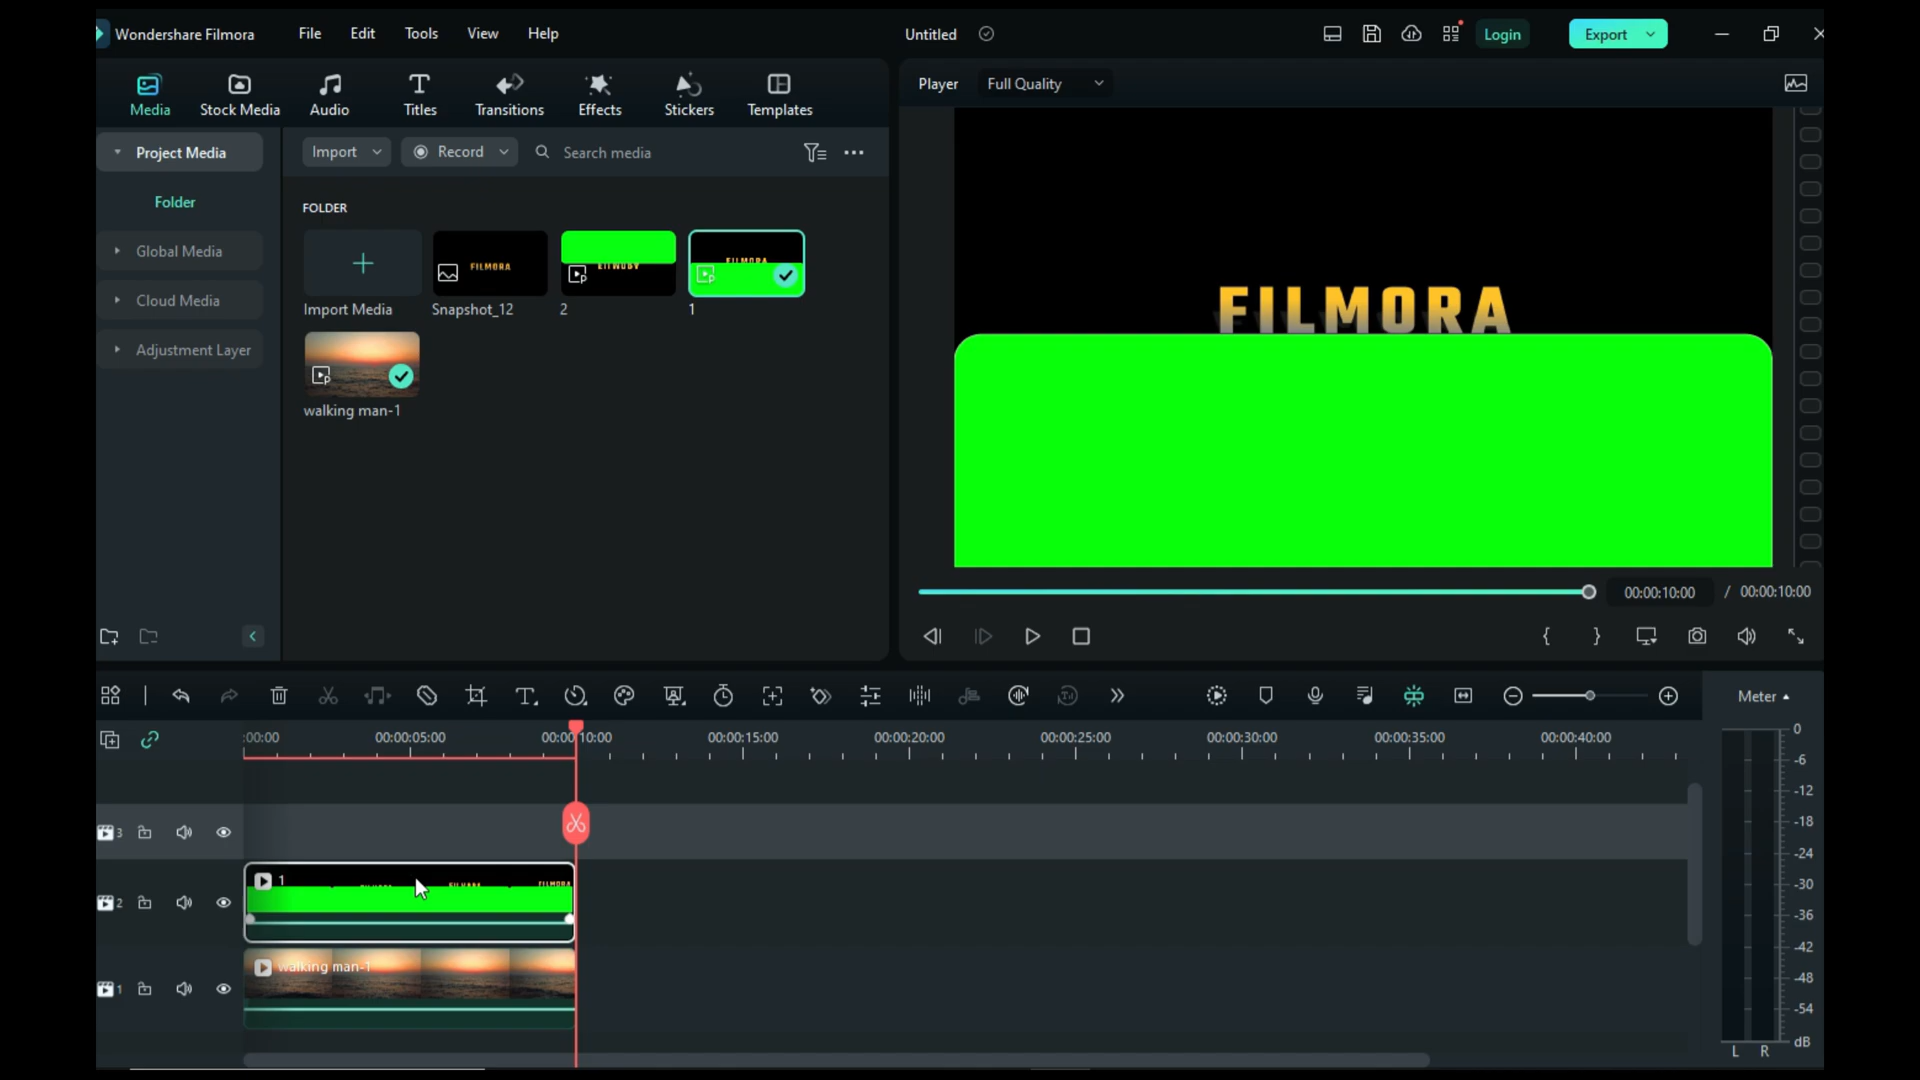 Wondershare Filmora File Edit Tools View Help Untitled Login Export
Media Stock Media Audio Titles Transitions Effects Stickers Templates
Player Full Quality
Project Media
Folder
Global Media
Cloud Media
Adjustment Layer
Import Record Search media
FOLDER
FILMORA
Import Media Snapshot_12 2 1
walking man-1
FILMORA
00:00:10:00 / 00:00:10:00
Meter
:00:00 00:00:05:00 00:00:10:00 00:00:15:00 00:00:20:00 00:00:25:00 00:00:30:00 00:00:35:00 00:00:40:00
3
2
1
1
walking man-1
0
-6
-12
-18
-24
-30
-36
-42
-48
-54
dB
L R